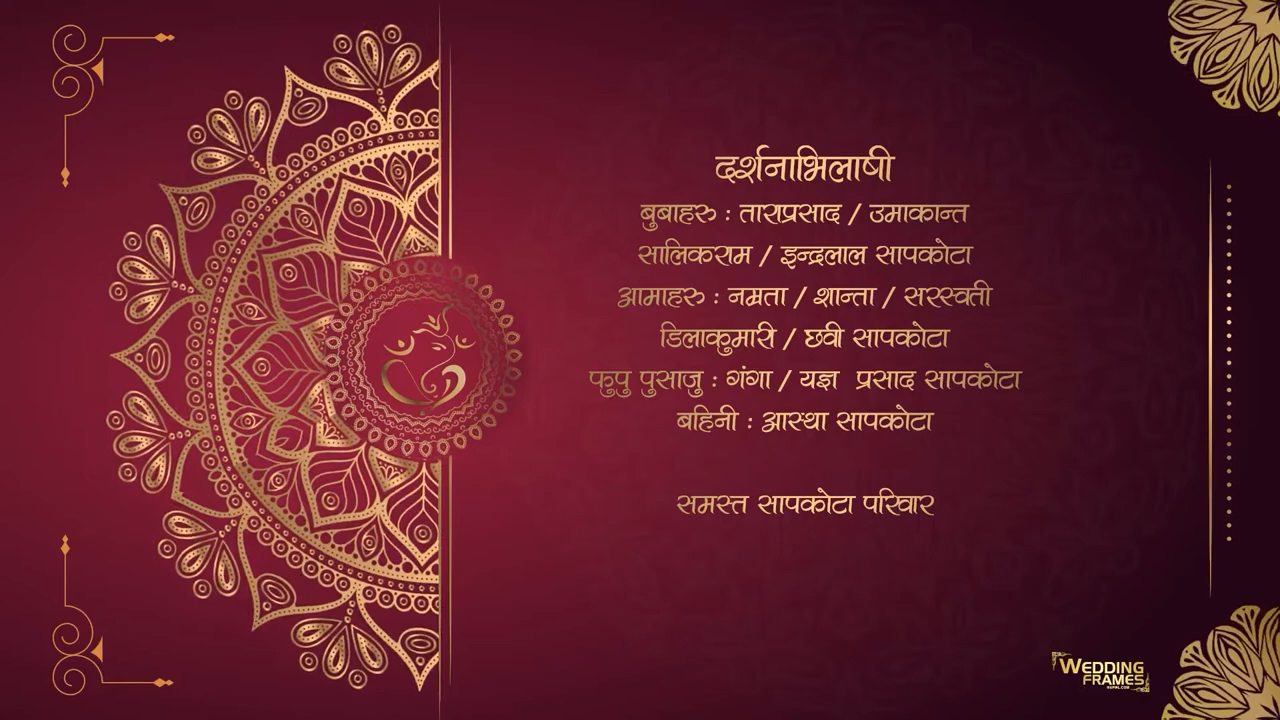 दर्शनाभिलाषी
बुबाहरु : ताराप्रसाद / उमाकान्त
सालिकराम / इन्द्रलाल सापकोटा
आमाहरु : नम्रता / शान्ता / सरस्वती
डिलाकुमारी / छवी सापकोटा
फुपु पुसाजु : गंगा / यज्ञ प्रसाद सापकोटा
बहिनी : आस्था सापकोटा
समस्त सापकोटा परिवार
WEDDING
FRAMES